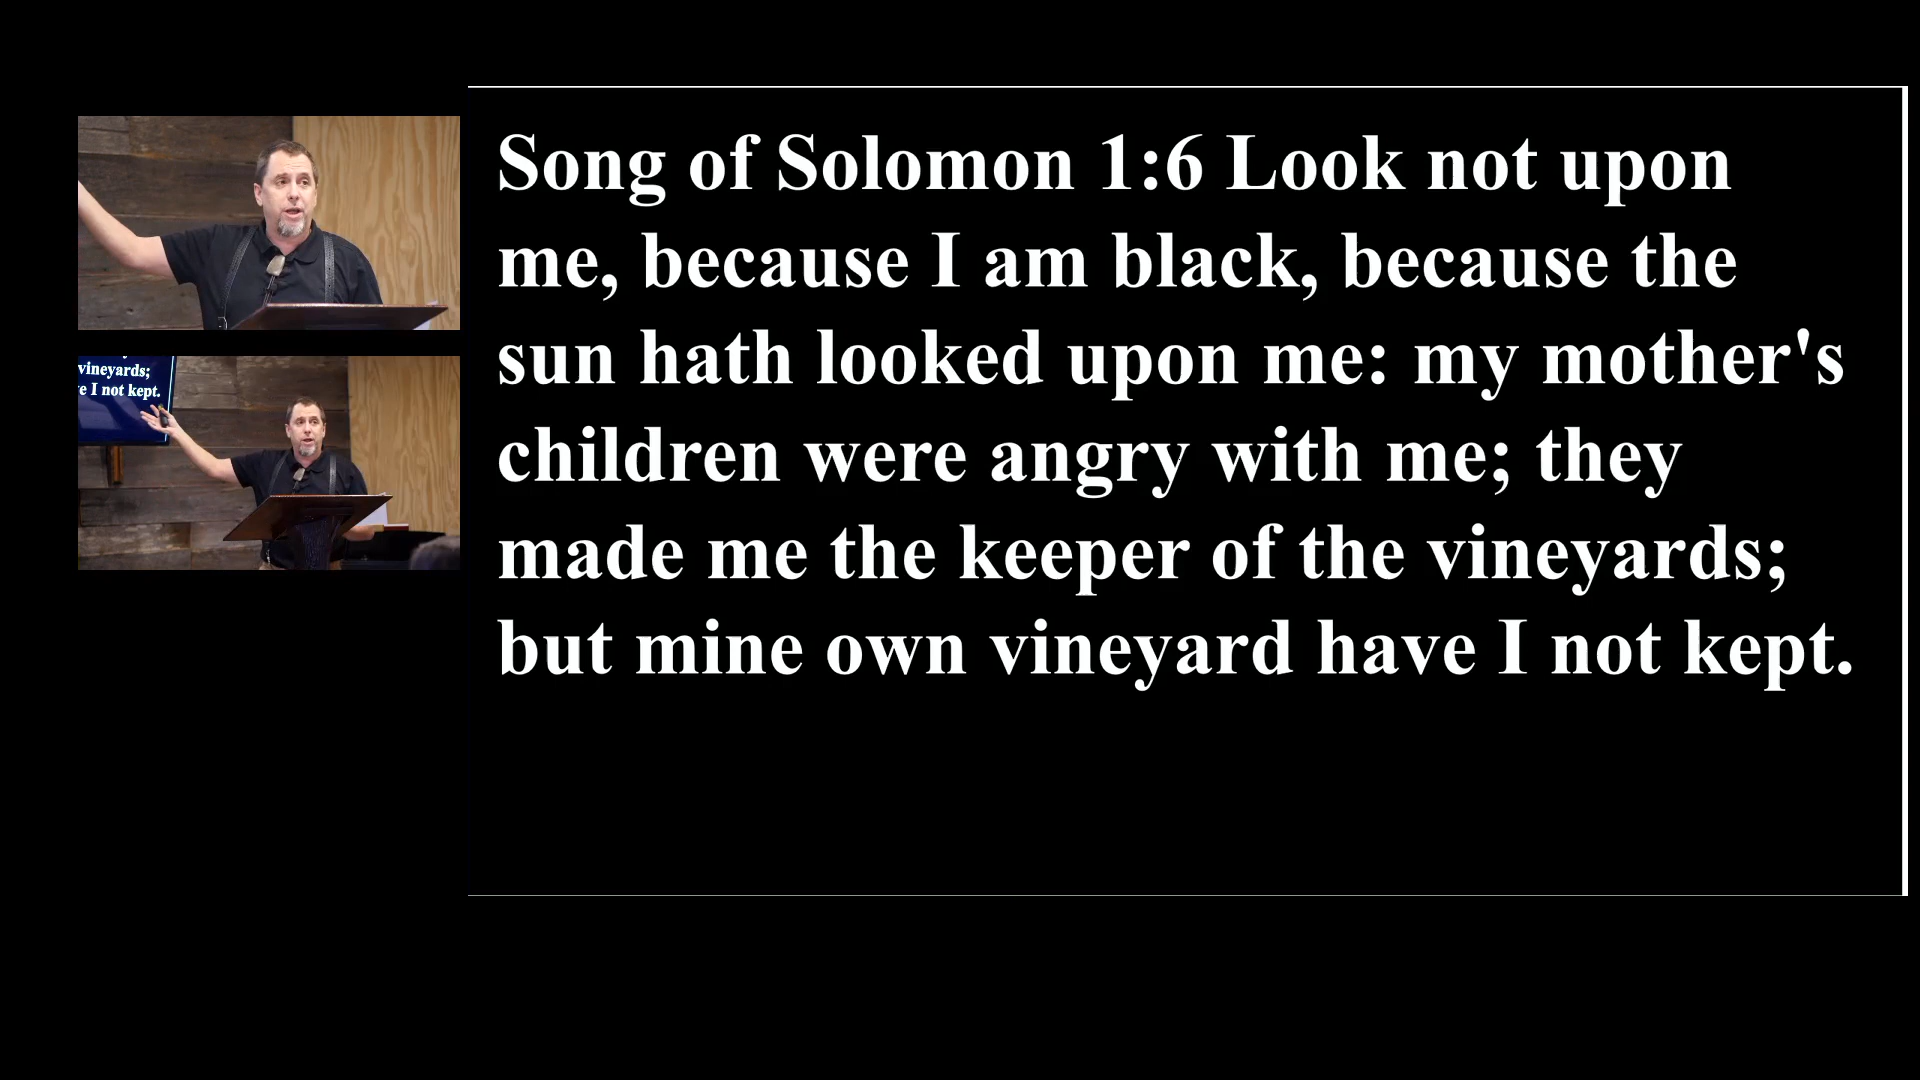 Song of Solomon 1:6 Look not upon
me, because I am black, because the
sun hath looked upon me: my mother's
children were angry with me; they
made me the keeper of the vineyards;
but mine own vineyard have I not kept.
vineyards;
e I not kept.